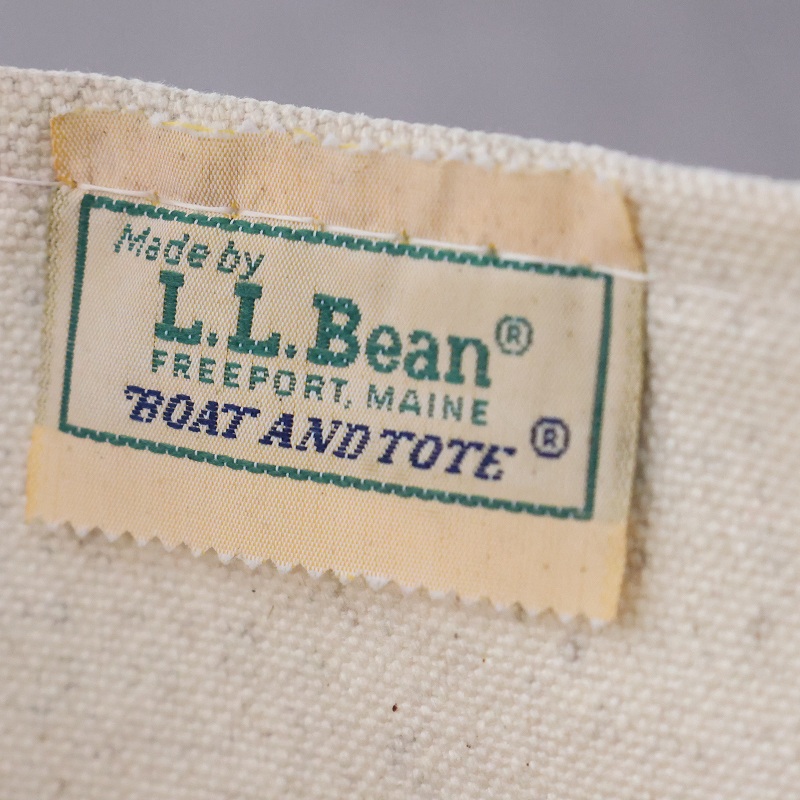 Made by
L.L.Bean®
FREEPORT, MAINE
BOAT AND TOTE®